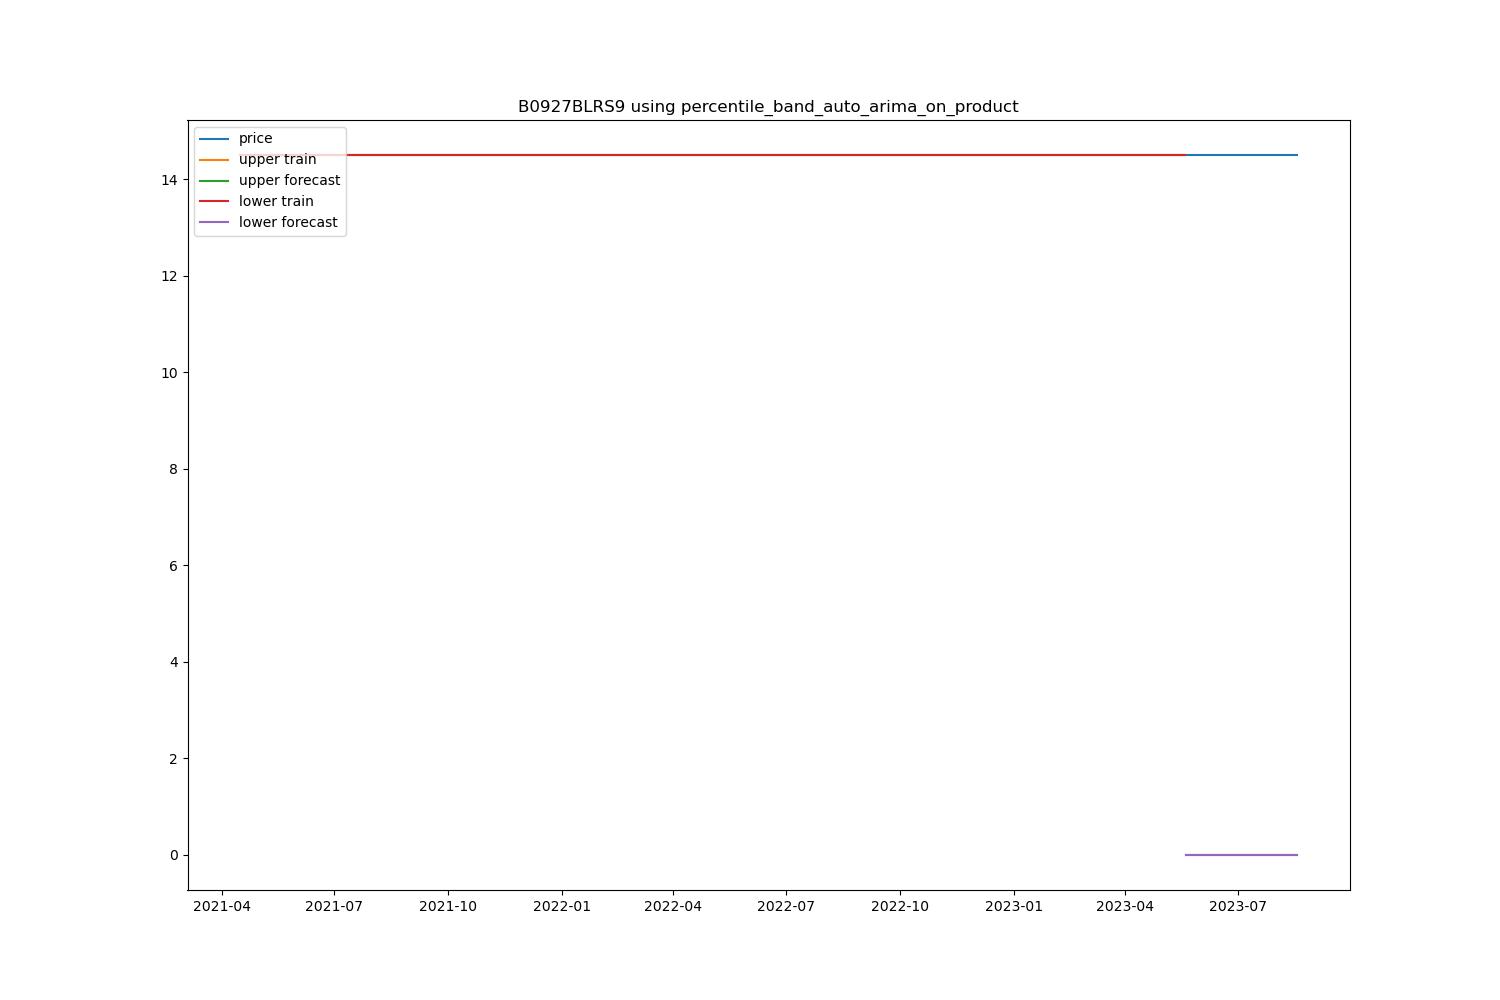 B0927BLRS9 using percentile_band_auto_arima_on_product
price
upper train
upper forecast
lower train
lower forecast
14
12
10
8
6
4
2
0
2021-04 2021-07 2021-10 2022-01 2022-04 2022-07 2022-10 2023-01 2023-04 2023-07